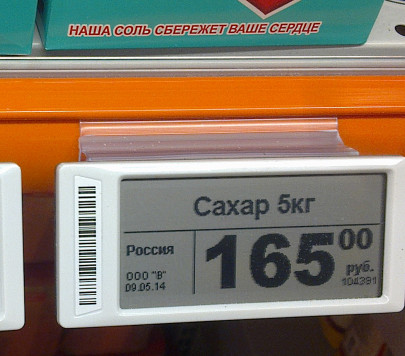 НАША СОЛЬ СБЕРЕЖЕТ ВАШЕ СЕРДЦЕ
Сахар 5кг
Россия
165 00
руб.
ООО "В"
09.05.14
104391